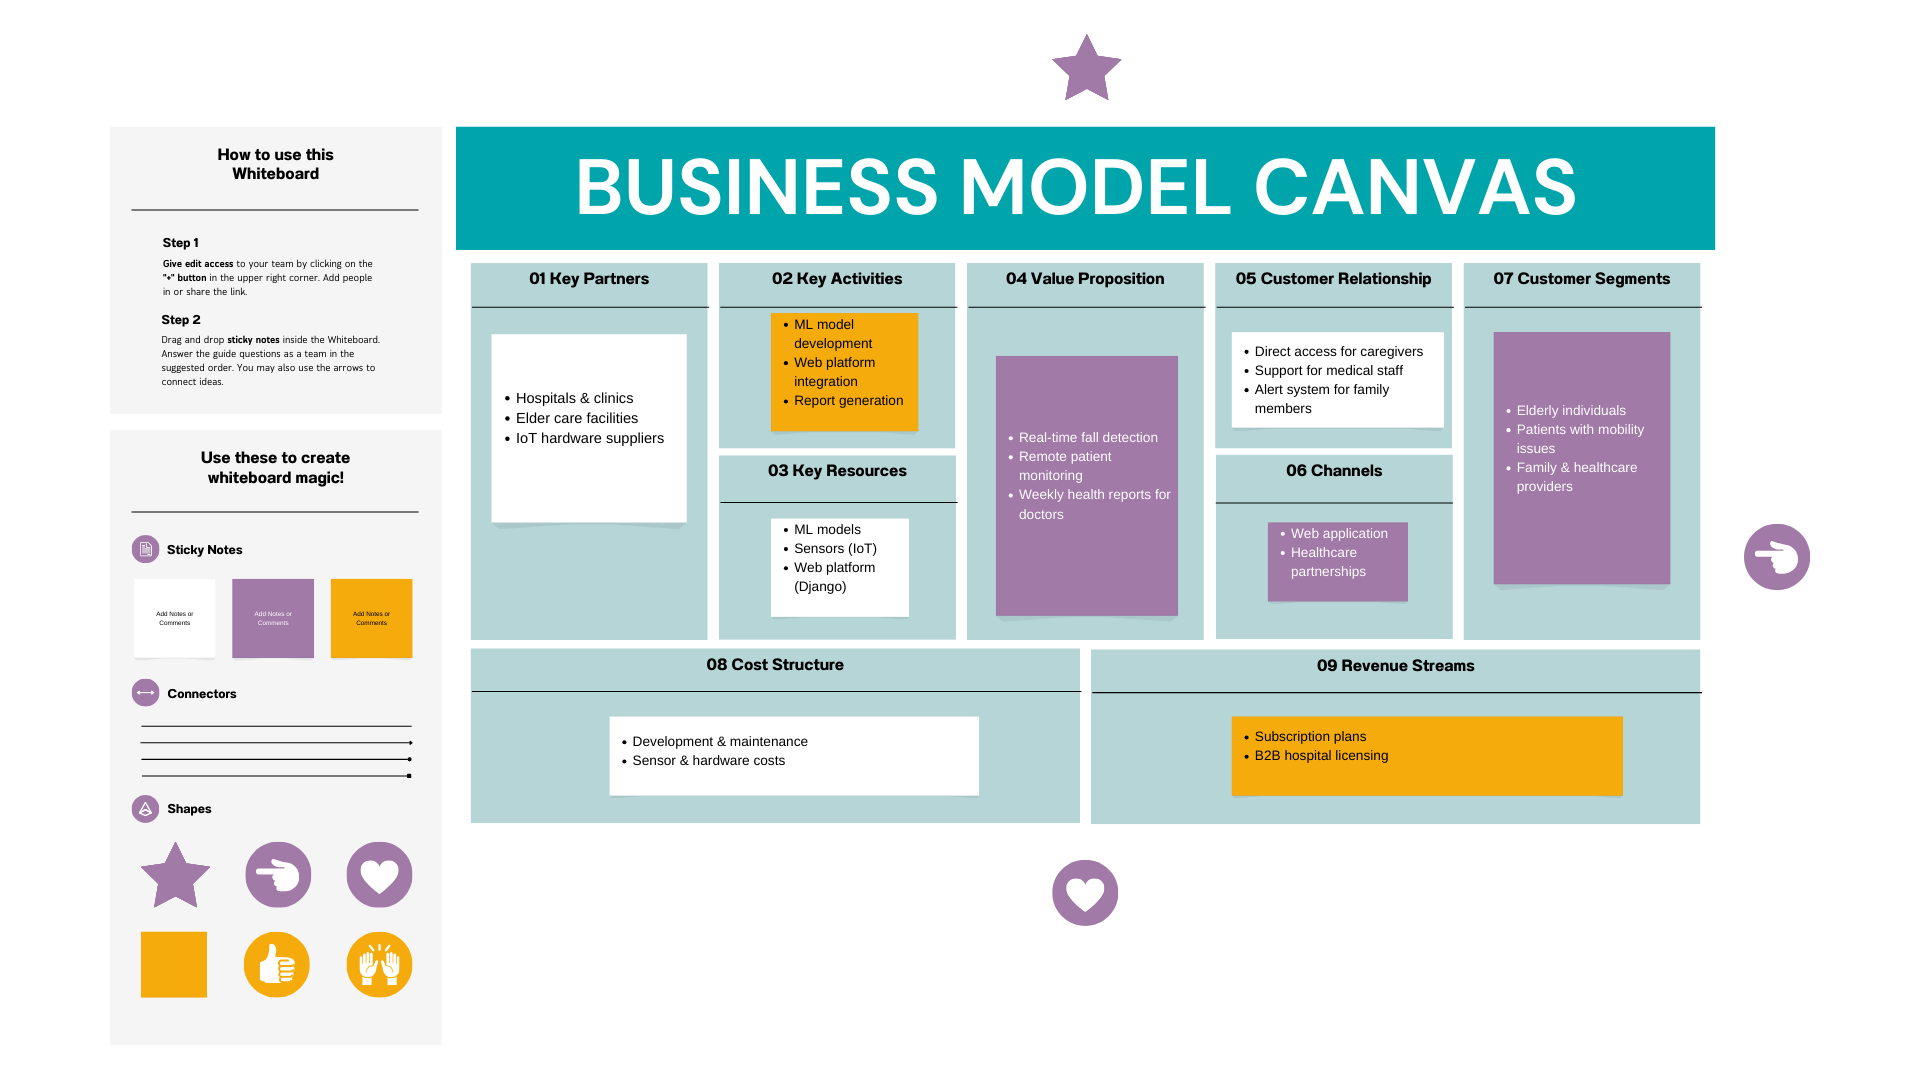 How to use this
Whiteboard
Step 1
Give edit access to your team by clicking on the
"+" button in the upper right corner. Add people
in or share the link.
Step 2
Drag and drop sticky notes inside the Whiteboard.
Answer the guide questions as a team in the
suggested order. You may also use the arrows to
connect ideas.
Use these to create
whiteboard magic!
Sticky Notes
Add Notes or
Comments
Add Notes or
Comments
Add Notes or
Comments
Connectors
Shapes
BUSINESS MODEL CANVAS
01 Key Partners
• Hospitals & clinics
• Elder care facilities
• IoT hardware suppliers
02 Key Activities
• ML model
development
• Web platform
integration
• Report generation
03 Key Resources
• ML models
• Sensors (IoT)
• Web platform
(Django)
04 Value Proposition
• Real-time fall detection
• Remote patient
monitoring
• Weekly health reports for
doctors
05 Customer Relationship
• Direct access for caregivers
• Support for medical staff
• Alert system for family
members
06 Channels
• Web application
• Healthcare
partnerships
07 Customer Segments
• Elderly individuals
• Patients with mobility
issues
• Family & healthcare
providers
08 Cost Structure
• Development & maintenance
• Sensor & hardware costs
09 Revenue Streams
• Subscription plans
• B2B hospital licensing